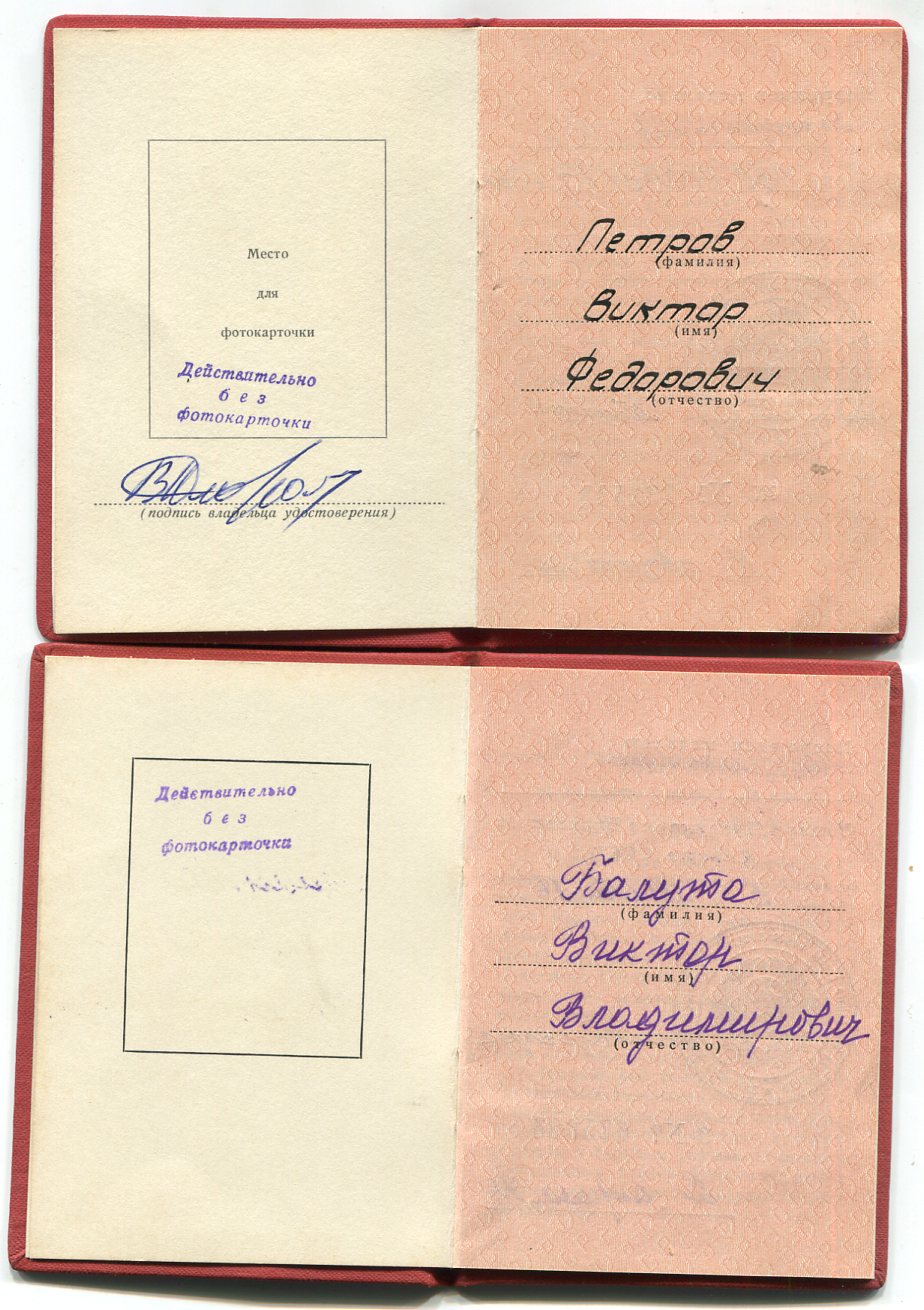 Место
для
фотокарточки
Действительно
без
фотокарточки
(подпись владельца удостоверения)
Петров
(фамилия)
Виктор
(имя)
Федорович
(отчество)
Действительно
без
фотокарточки
Балута
(фамилия)
Виктор
(имя)
Владимирович
(отчество)